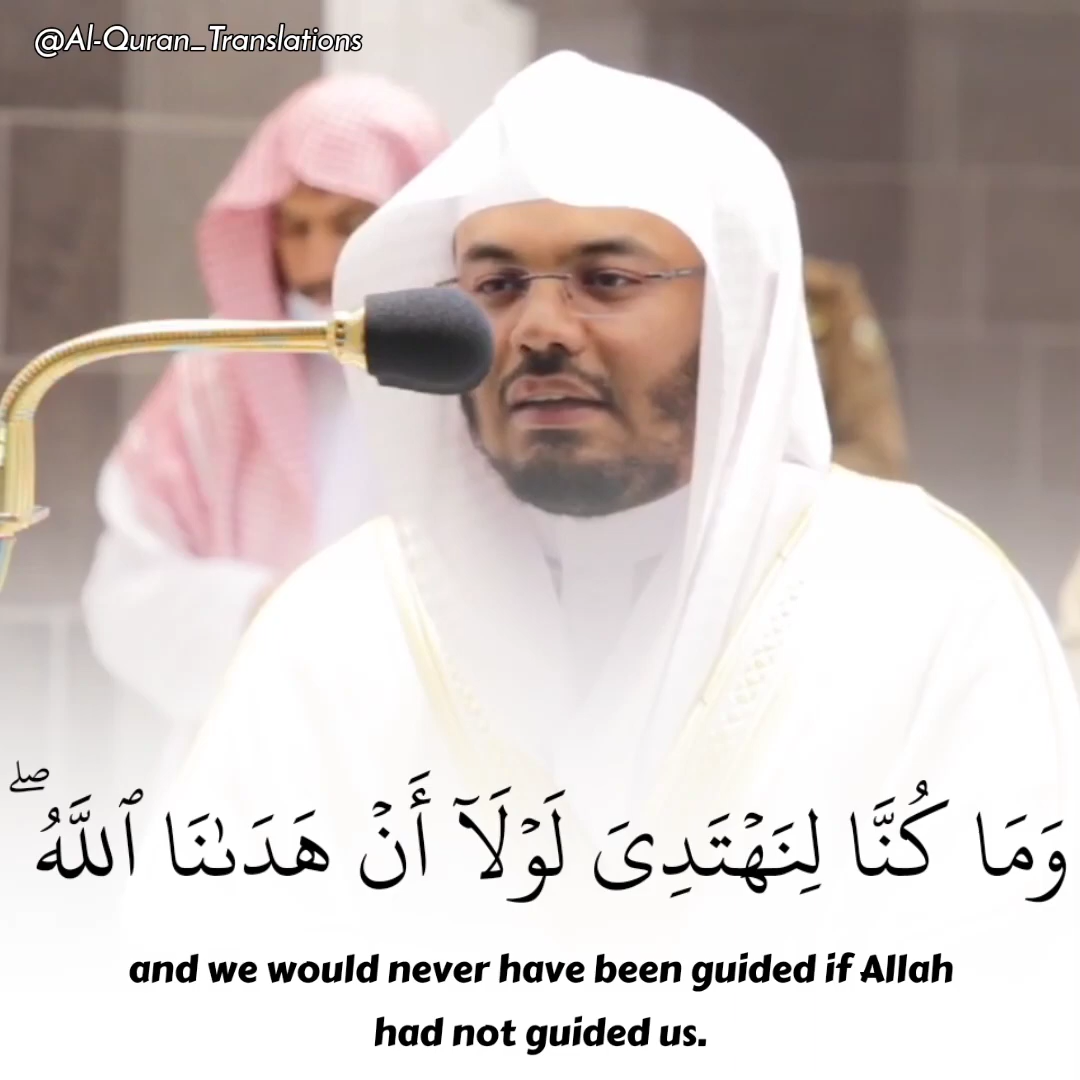 @Al-Quran_Translations
وَمَا كُنَّا لِنَهْتَدِىَ لَوْلَآ أَنْ هَدَىٰنَا ٱللَّهُ ۖ
and we would never have been guided if Allah
had not guided us.